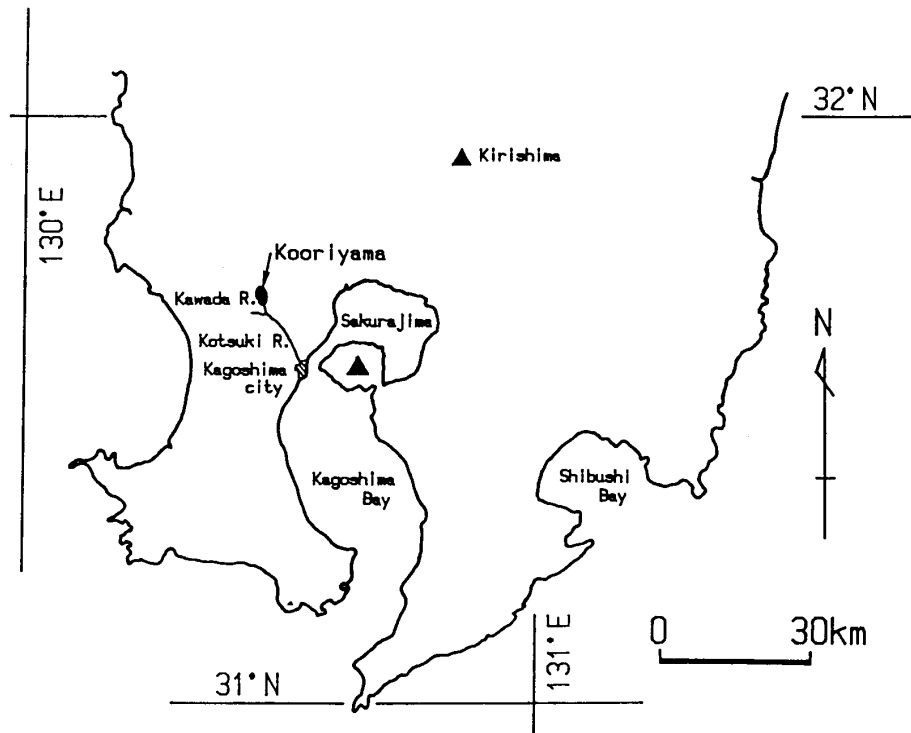 32°N
Kirishima
130°E
Kooriyama
Kawada R.
Sakurajima
N
Kotsuki R.
Kagoshima
city
Kagoshima
Bay
Shibushi
Bay
131°E
0 30km
31°N